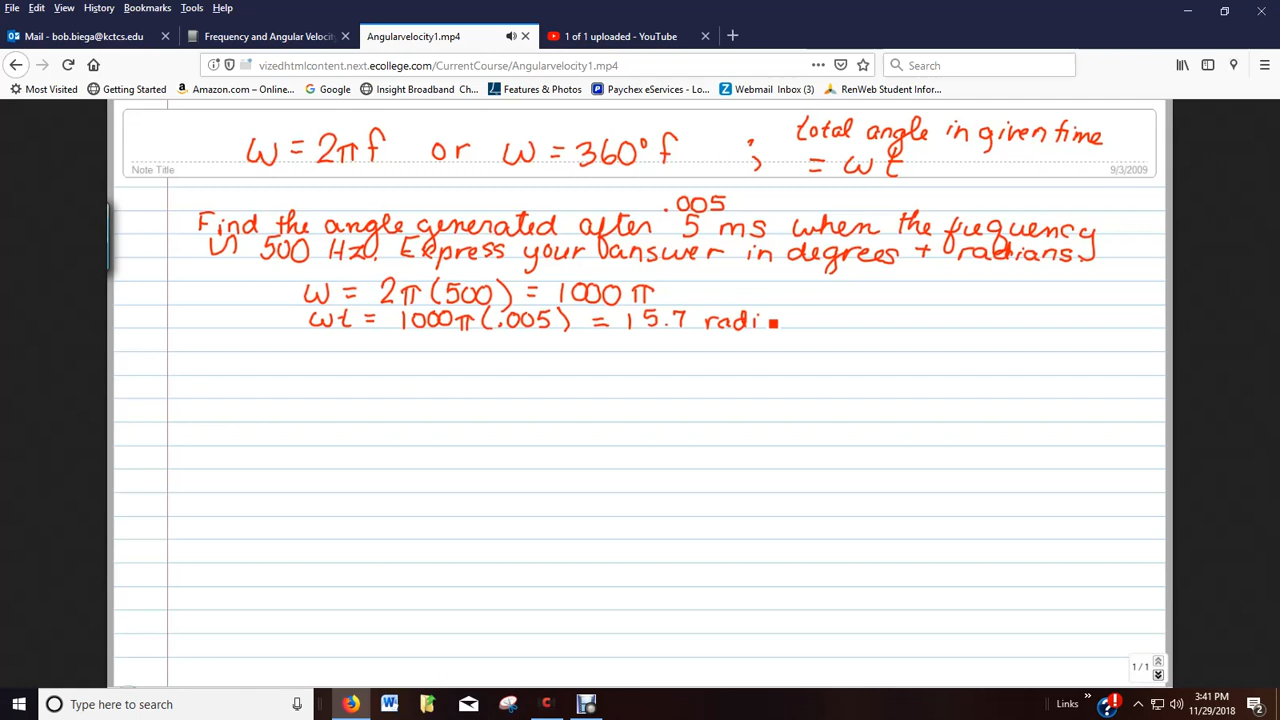 File Edit View History Bookmarks Tools Help
Mail - bob.biega@kctcs.edu
Frequency and Angular Velocity
Angularvelocity1.mp4
1 of 1 uploaded - YouTube
vizedhtmlcontent.next.ecollege.com/CurrentCourse/Angularvelocity1.mp4
Search
Most Visited Getting Started Amazon.com – Online... Google Insight Broadband Ch... Features & Photos Paychex eServices - Lo... Webmail Inbox (3) RenWeb Student Infor...
ω = 2πf or ω = 360° f ; total angle in given time
= ωt
Note Title 9/3/2009
.005
Find the angle generated after 5 ms when the frequency
is 500 Hz. Express your answer in degrees + radians.
ω = 2π(500) = 1000π
ωt = 1000π(.005) = 15.7 radi
1/1
Type here to search
Links
3:41 PM
11/29/2018
2